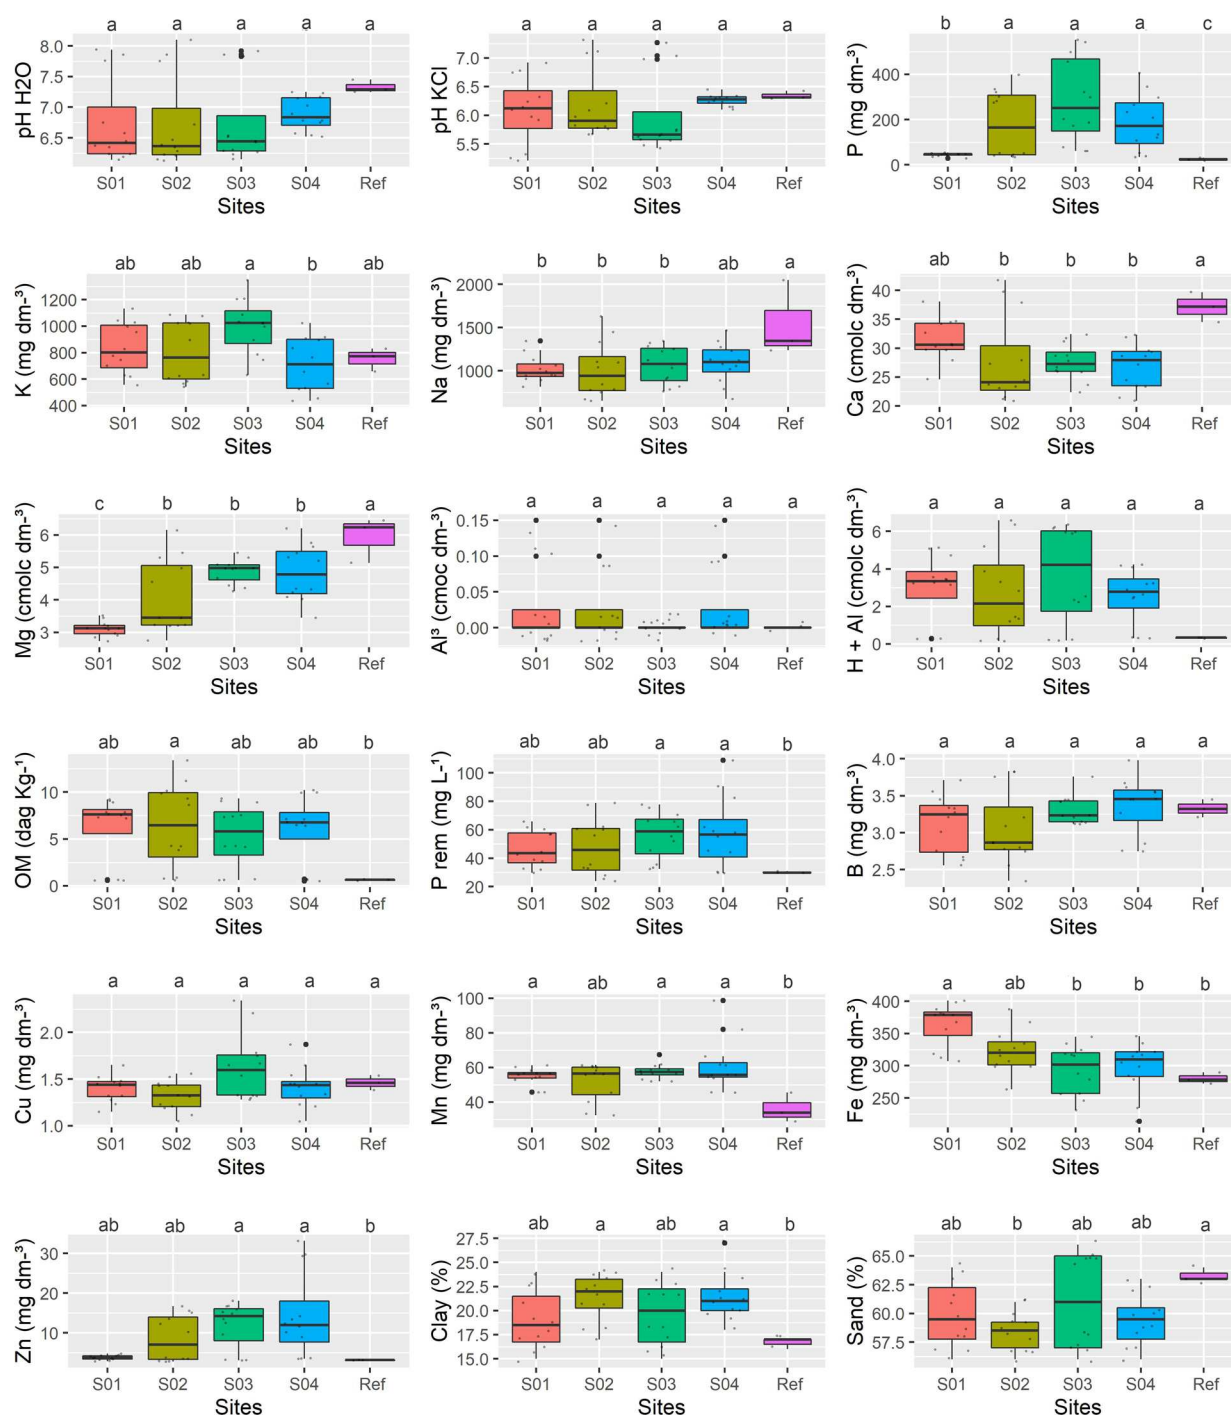 a a a a a
pH H2O
8.0
7.5
7.0
6.5
S01 S02 S03 S04 Ref
Sites
a a a a a
pH KCl
7.0
6.5
6.0
5.5
S01 S02 S03 S04 Ref
Sites
b a a a c
P (mg dm-³)
400
200
0
S01 S02 S03 S04 Ref
Sites
ab ab a b ab
K (mg dm-³)
1200
1000
800
600
400
S01 S02 S03 S04 Ref
Sites
b b b ab a
Na (mg dm-³)
2000
1500
1000
S01 S02 S03 S04 Ref
Sites
ab b b b a
Ca (cmolc dm-³)
40
35
30
25
20
S01 S02 S03 S04 Ref
Sites
c b b b a
Mg (cmolc dm-³)
6
5
4
3
S01 S02 S03 S04 Ref
Sites
a a a a a
Al³ (cmoc dm-³)
0.15
0.10
0.05
0.00
S01 S02 S03 S04 Ref
Sites
a a a a a
H + Al (cmolc dm-³)
6
4
2
0
S01 S02 S03 S04 Ref
Sites
ab a ab ab b
OM (dag Kg-¹)
10
5
0
S01 S02 S03 S04 Ref
Sites
ab ab a a b
P rem (mg L-¹)
100
80
60
40
20
S01 S02 S03 S04 Ref
Sites
a a a a a
B (mg dm-³)
4.0
3.5
3.0
2.5
S01 S02 S03 S04 Ref
Sites
a a a a a
Cu (mg dm-³)
2.0
1.5
1.0
S01 S02 S03 S04 Ref
Sites
a ab a a b
Mn (mg dm-³)
100
80
60
40
S01 S02 S03 S04 Ref
Sites
a ab b b b
Fe (mg dm-³)
400
350
300
250
S01 S02 S03 S04 Ref
Sites
ab ab a a b
Zn (mg dm-³)
30
20
10
S01 S02 S03 S04 Ref
Sites
ab a ab a b
Clay (%)
27.5
25.0
22.5
20.0
17.5
15.0
S01 S02 S03 S04 Ref
Sites
ab b ab ab a
Sand (%)
65.0
62.5
60.0
57.5
S01 S02 S03 S04 Ref
Sites